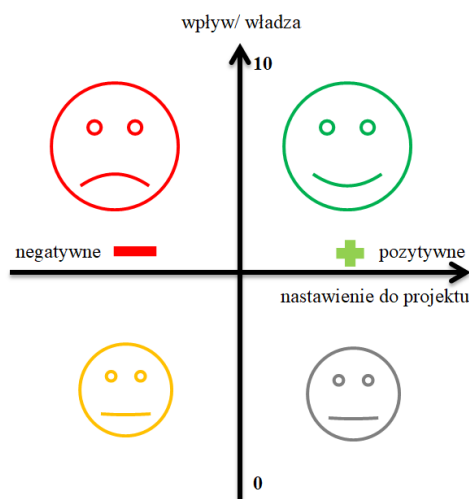 wpływ/ władza
10
negatywne
pozytywne
nastawienie do projektu
0